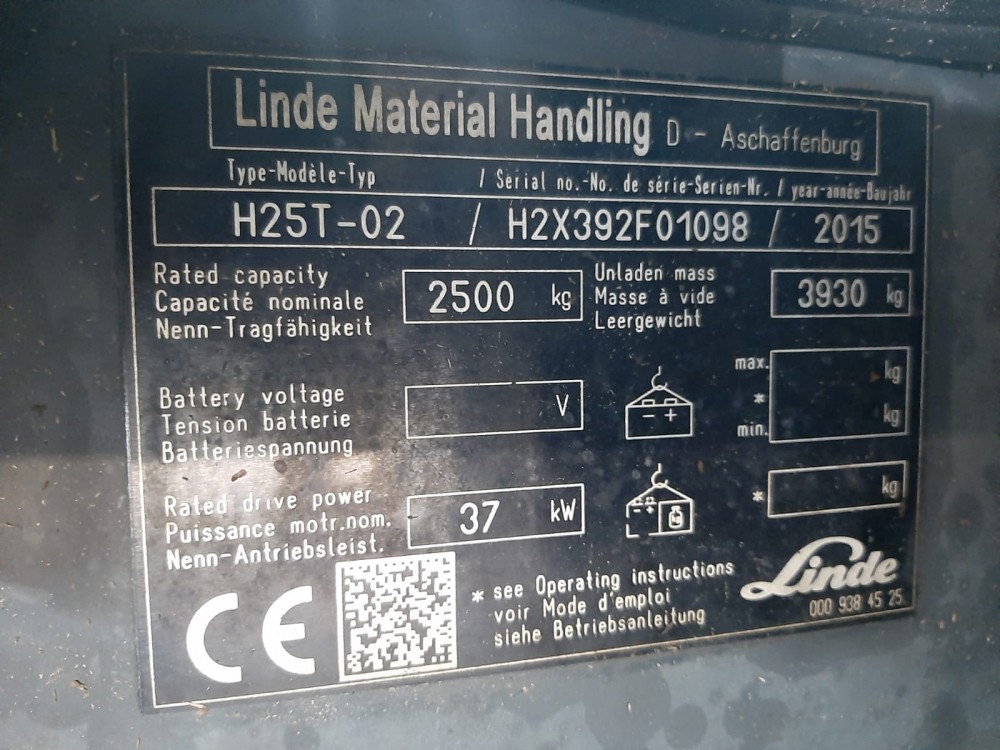 Linde Material Handling D - Aschaffenburg
Type-Modèle-Typ / Serial no.-No. de série-Serien-Nr. / year-année-Baujahr
H25T-02 / H2X392F01098 / 2015
Rated capacity
Capacité nominale
Nenn-Tragfähigkeit
2500 kg
Unladen mass
Masse à vide
Leergewicht
3930 kg
Battery voltage
Tension batterie
Batteriespannung
V
- +
max. kg
*
min. kg
Rated drive power
Puissance motr.nom.
Nenn-Antriebsleist.
37 kW
- +
kg
* kg
CE
* see Operating instructions
voir Mode d'emploi
siehe Betriebsanleitung
Linde
000 938 45 25